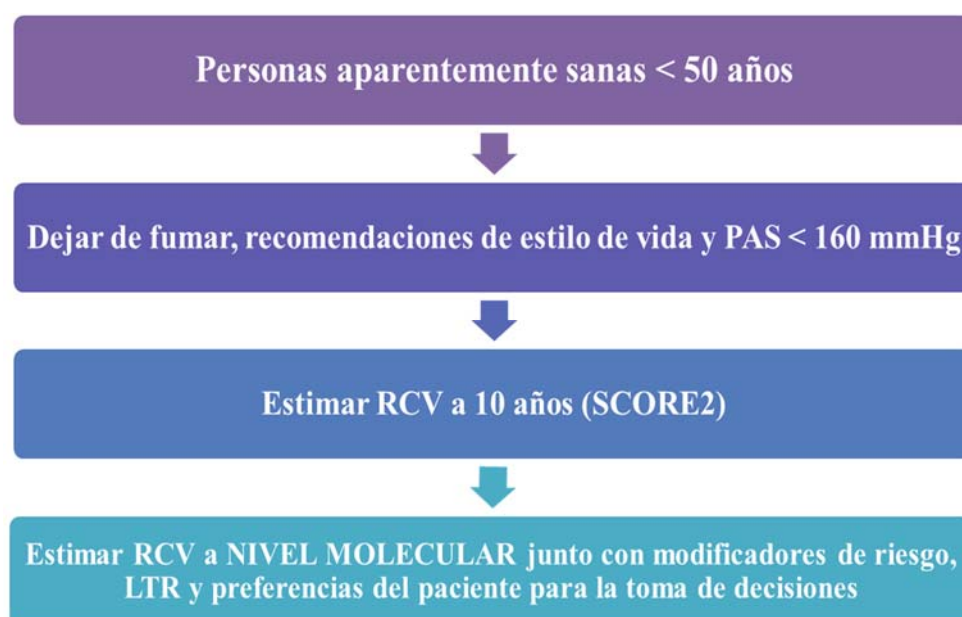 Personas aparentemente sanas < 50 años
Dejar de fumar, recomendaciones de estilo de vida y PAS < 160 mmHg
Estimar RCV a 10 años (SCORE2)
Estimar RCV a NIVEL MOLECULAR junto con modificadores de riesgo,
LTR y preferencias del paciente para la toma de decisiones